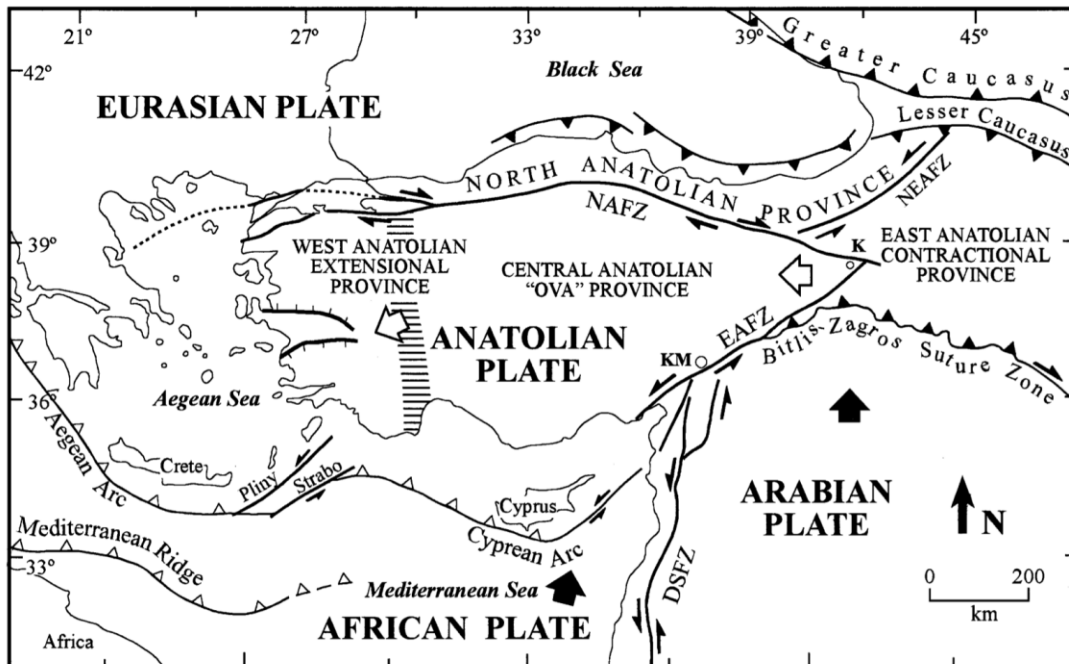 21° 27° 33° 39° 45°
42°
39°
36°
33°
Greater Caucasus
Lesser Caucasus
Black Sea
EURASIAN PLATE
NORTH ANATOLIAN PROVINCE
NAFZ
NEAFZ
K
EAST ANATOLIAN
CONTRACTIONAL
PROVINCE
WEST ANATOLIAN
EXTENSIONAL
PROVINCE
CENTRAL ANATOLIAN
“OVA” PROVINCE
ANATOLIAN
PLATE
EAFZ
Bitlis-Zagros Suture Zone
KM
Aegean Sea
Aegean Arc
Crete
Pliny
Strabo
Cyprus
Cyprean Arc
ARABIAN
PLATE
N
Mediterranean Ridge
Mediterranean Sea
DSFZ
0 200
km
AFRICAN PLATE
Africa